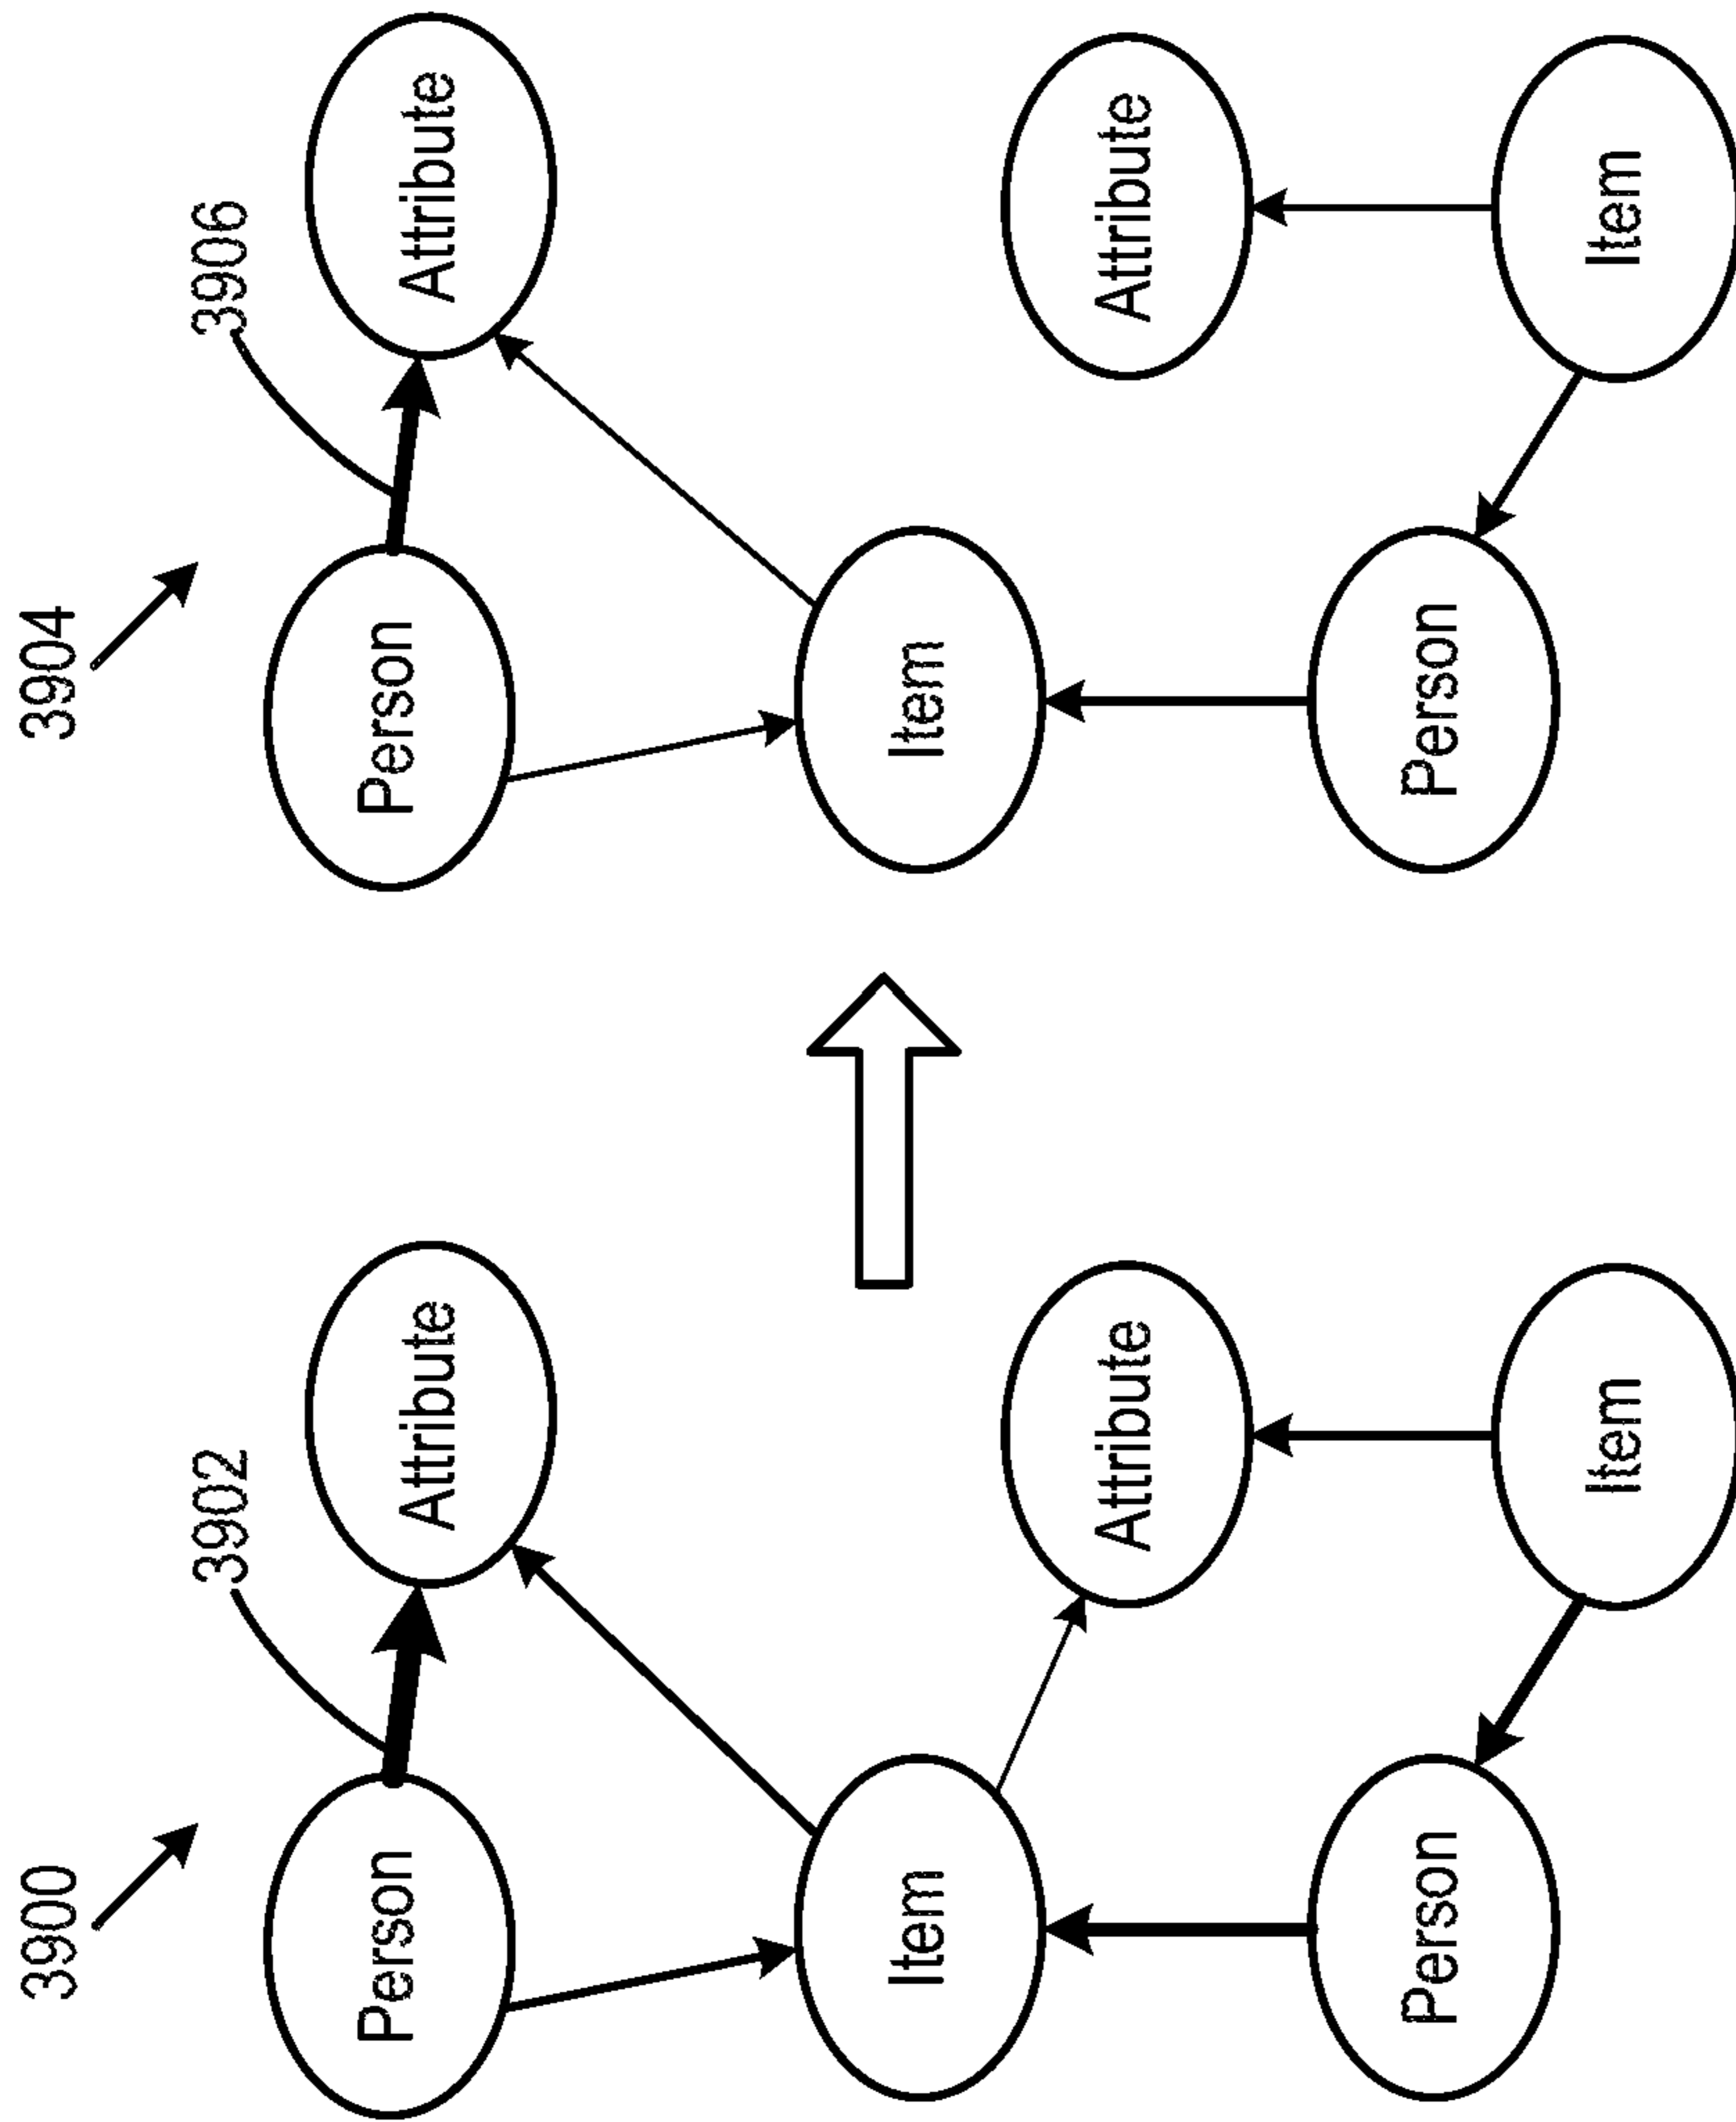 3900
3904
3902
3906
Person
Attribute
Person
Attribute
Item
Item
Attribute
Attribute
Person
Person
Item
Item